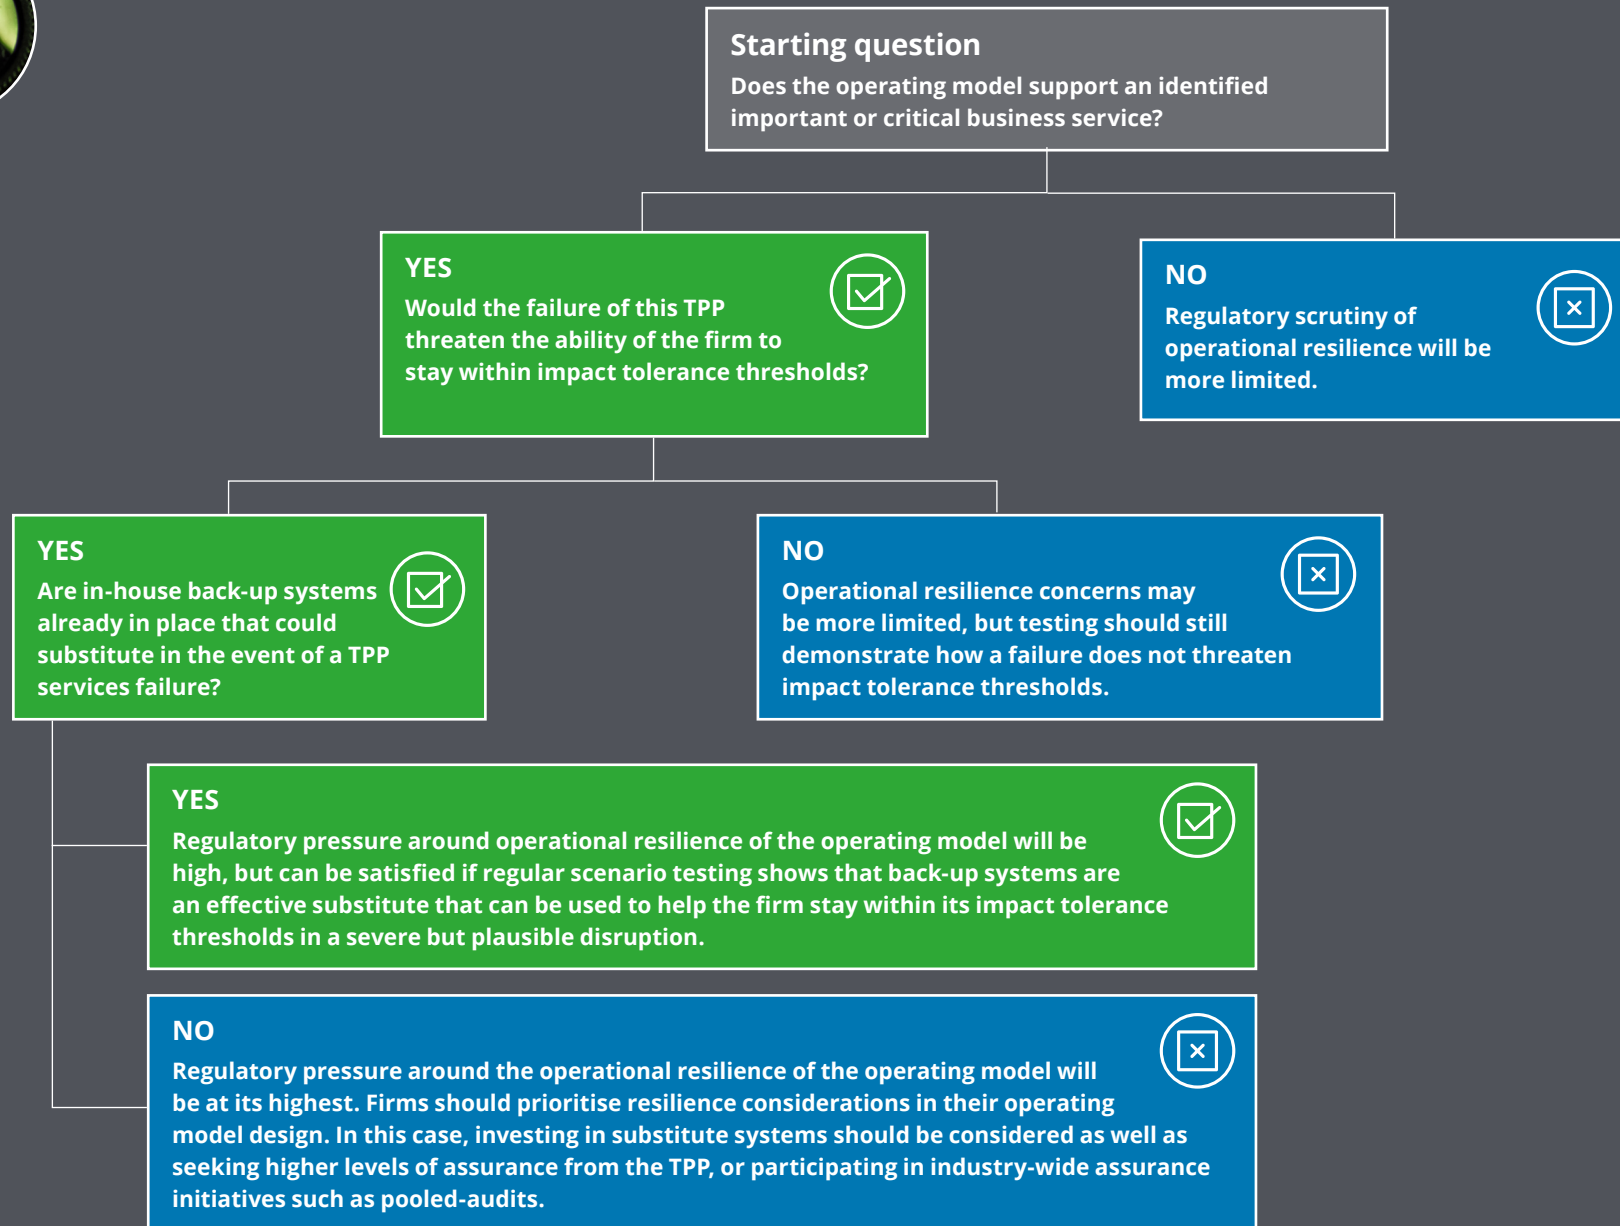 Starting question
Does the operating model support an identified
important or critical business service?
YES
Would the failure of this TPP
threaten the ability of the firm to
stay within impact tolerance thresholds?
NO
Regulatory scrutiny of
operational resilience will be
more limited.
YES
Are in-house back-up systems
already in place that could
substitute in the event of a TPP
services failure?
NO
Operational resilience concerns may
be more limited, but testing should still
demonstrate how a failure does not threaten
impact tolerance thresholds.
YES
Regulatory pressure around operational resilience of the operating model will be
high, but can be satisfied if regular scenario testing shows that back-up systems are
an effective substitute that can be used to help the firm stay within its impact tolerance
thresholds in a severe but plausible disruption.
NO
Regulatory pressure around the operational resilience of the operating model will
be at its highest. Firms should prioritise resilience considerations in their operating
model design. In this case, investing in substitute systems should be considered as well as
seeking higher levels of assurance from the TPP, or participating in industry-wide assurance
initiatives such as pooled-audits.